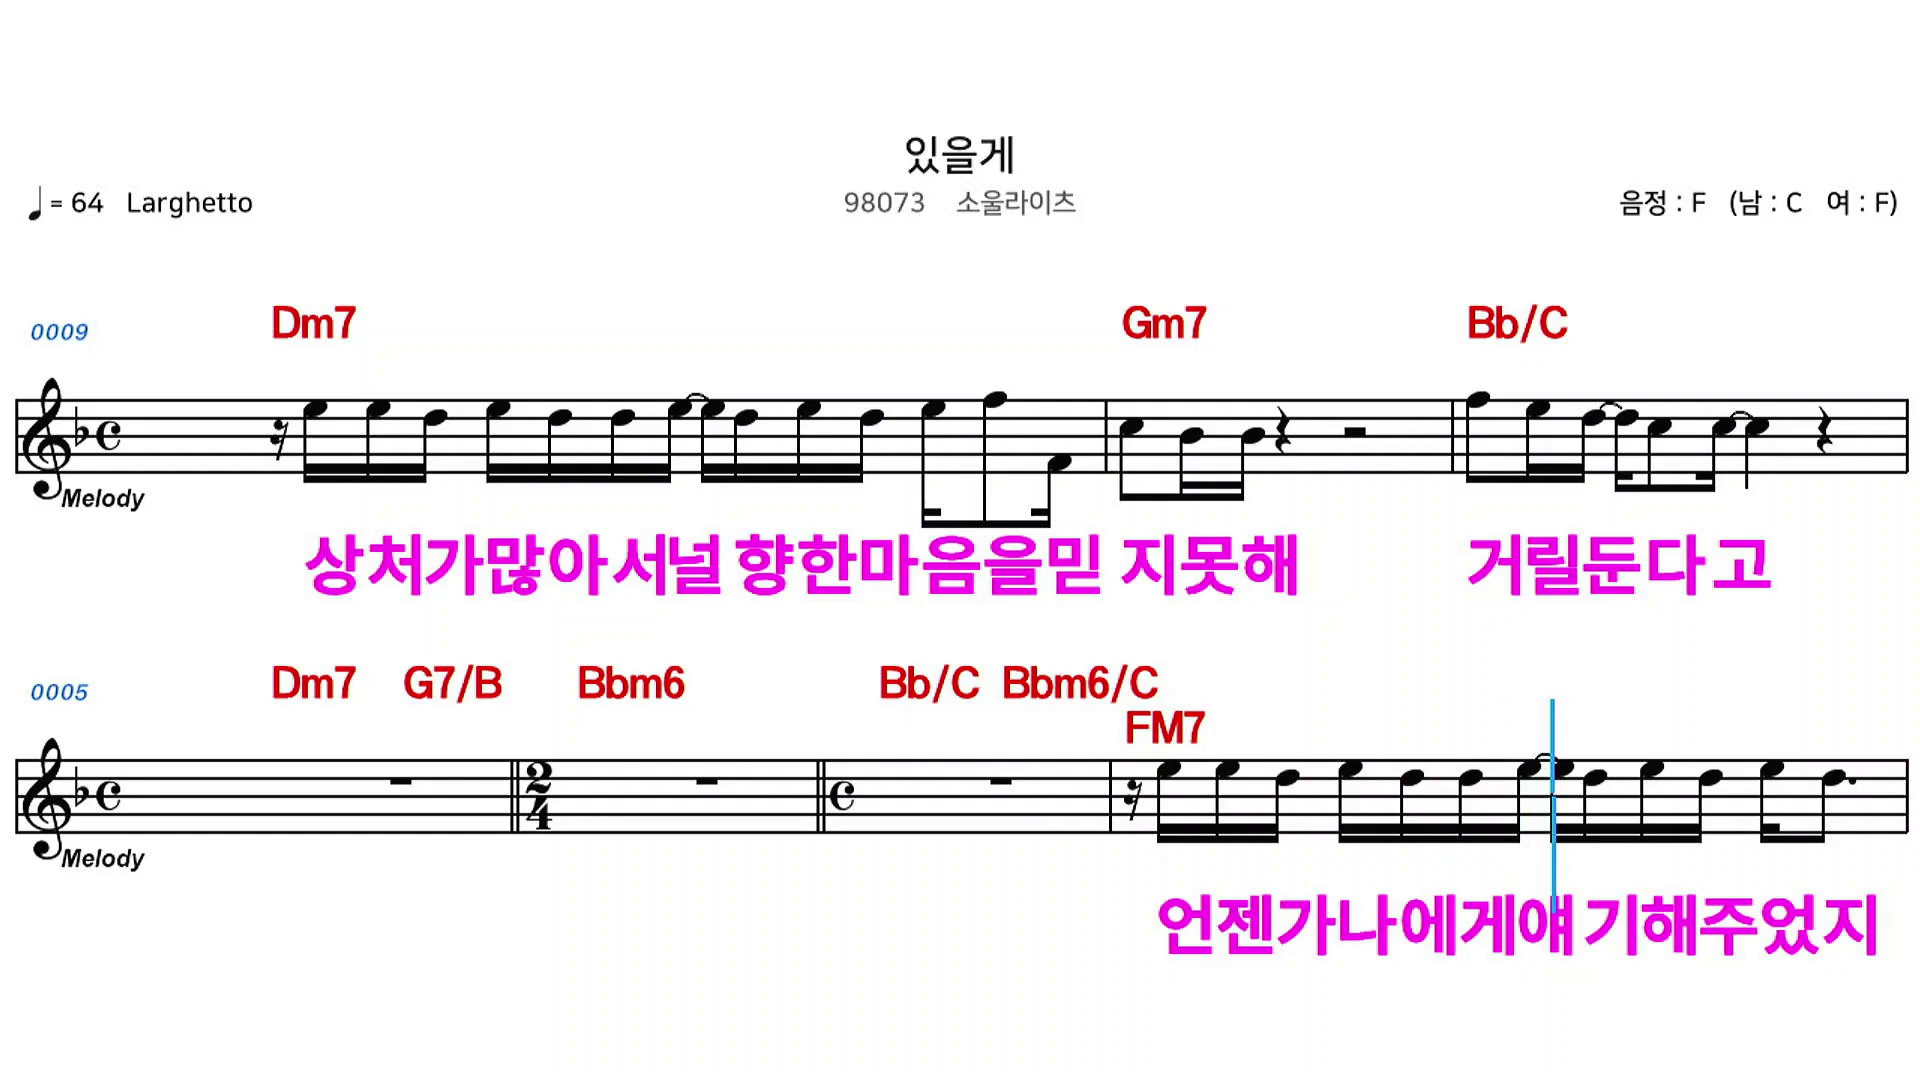 있을게
♩ = 64 Larghetto 98073 소울라이츠 음정 : F (남 : C 여 : F)
0009 Dm7 Gm7 Bb/C
Melody
상처가많아서널 향한마음을믿 지못해 거릴둔다고
0005 Dm7 G7/B Bbm6 Bb/C Bbm6/C
FM7
2/4
Melody
언젠가나에게얘기해주었지